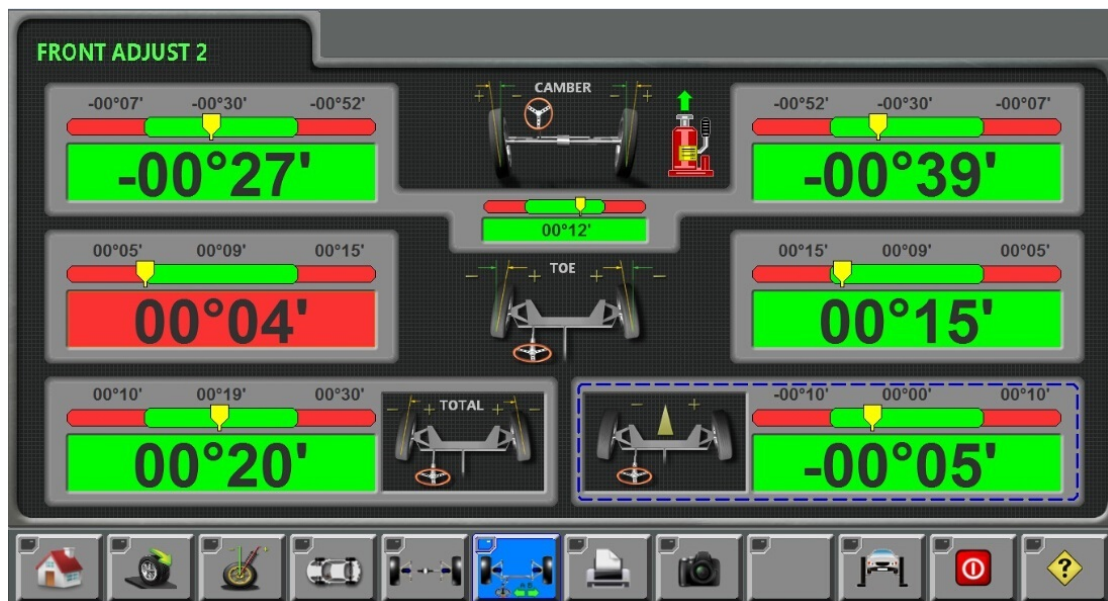 FRONT ADJUST 2
-00°07' -00°30' -00°52'
-00°27'
CAMBER
+ - - +
-00°52' -00°30' -00°07'
-00°39'
00°12'
00°05' 00°09' 00°15'
00°04'
TOE
- + + -
00°15' 00°09' 00°05'
00°15'
00°10' 00°19' 00°30'
00°20'
TOTAL
- + + -
- +
-00°10' 00°00' 00°10'
-00°05'
?